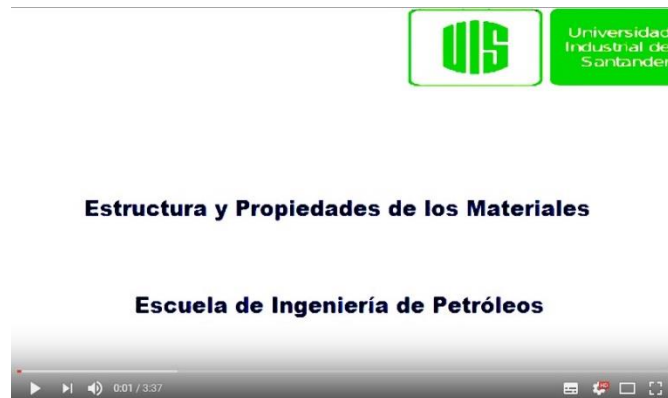 UIS
Universidad
Industrial de
Santander
Estructura y Propiedades de los Materiales
Escuela de Ingeniería de Petróleos
0:01 / 3:37
HD